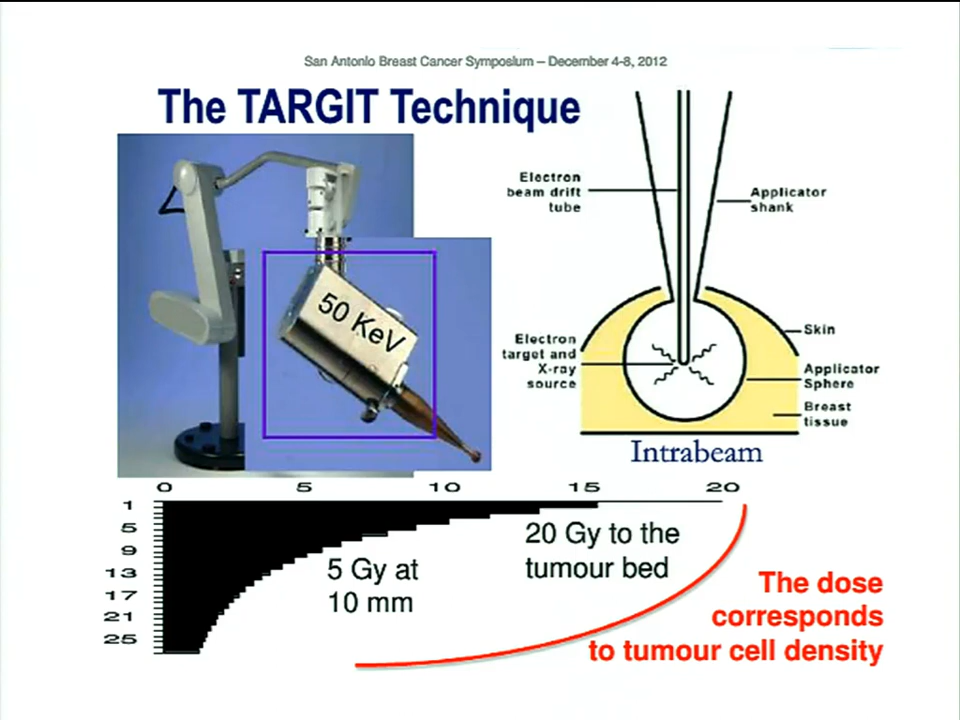 San Antonio Breast Cancer Symposium – December 4-8, 2012
The TARGIT Technique
50 KeV
Electron
beam drift
tube
Applicator
shank
Electron
target and
X-ray
source
Skin
Applicator
Sphere
Breast
tissue
Intrabeam
0 5 10 15 20
1
5
9
13
17
21
25
5 Gy at
10 mm
20 Gy to the
tumour bed
The dose
corresponds
to tumour cell density